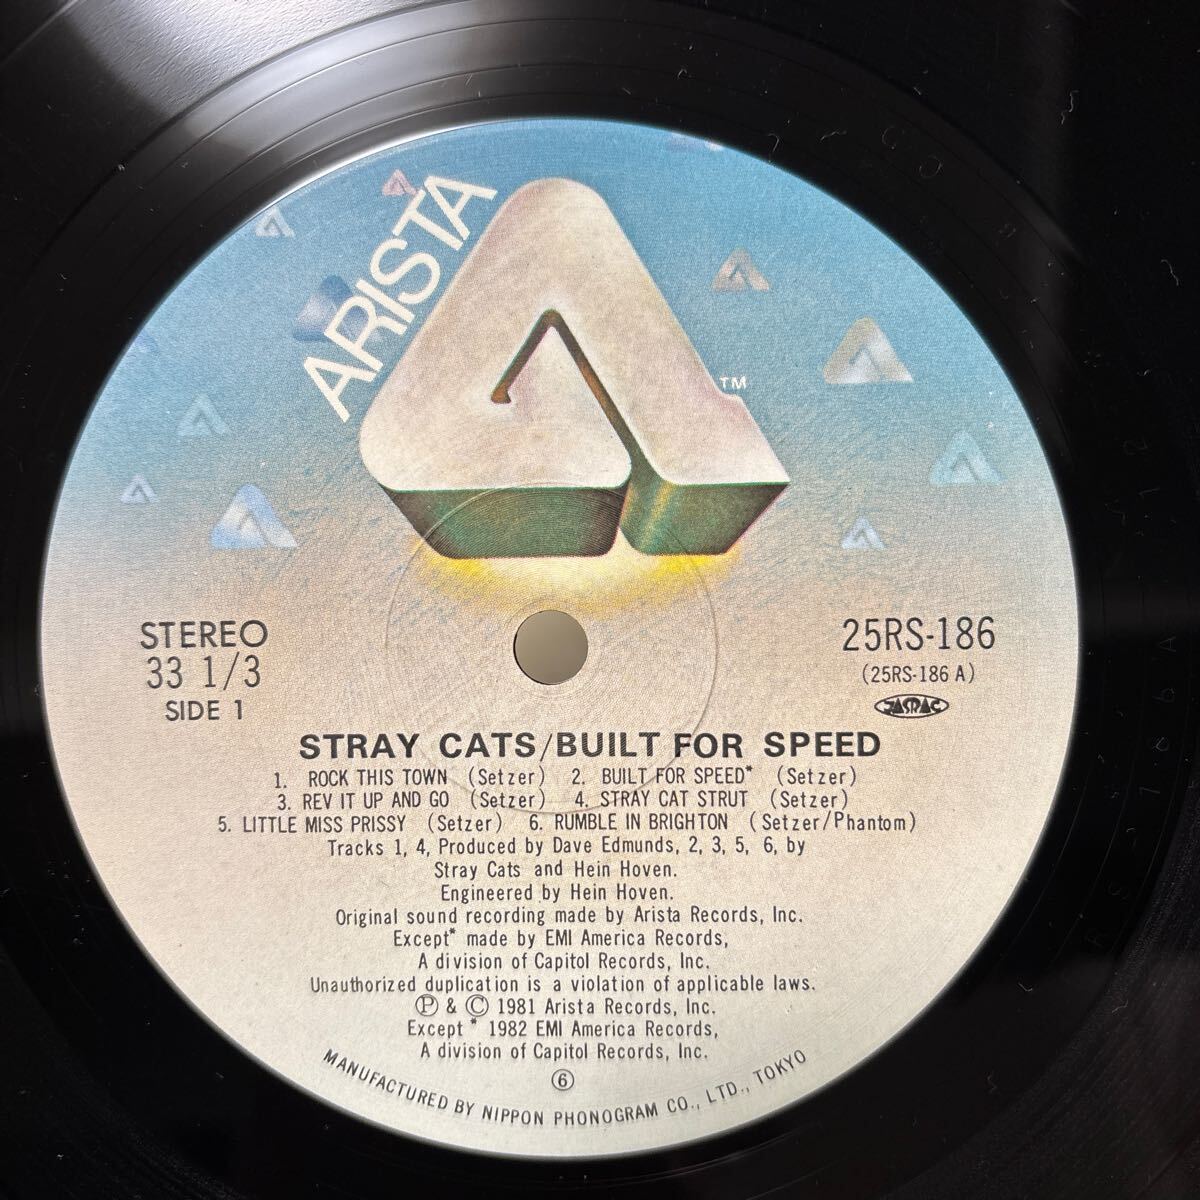 ARISTA
TM
STEREO
33 1/3
SIDE 1
25RS-186
(25RS-186 A)
JASRAC
STRAY CATS/BUILT FOR SPEED
1. ROCK THIS TOWN (Setzer) 2. BUILT FOR SPEED* (Setzer)
3. REV IT UP AND GO (Setzer) 4. STRAY CAT STRUT (Setzer)
5. LITTLE MISS PRISSY (Setzer) 6. RUMBLE IN BRIGHTON (Setzer/Phantom)
Tracks 1, 4, Produced by Dave Edmunds, 2, 3, 5, 6, by
Stray Cats and Hein Hoven.
Engineered by Hein Hoven.
Original sound recording made by Arista Records, Inc.
Except* made by EMI America Records,
A division of Capitol Records, Inc.
Unauthorized duplication is a violation of applicable laws.
Ⓟ & Ⓒ 1981 Arista Records, Inc.
Except * 1982 EMI America Records,
A division of Capitol Records, Inc.
⑥
MANUFACTURED BY NIPPON PHONOGRAM CO., LTD., TOKYO